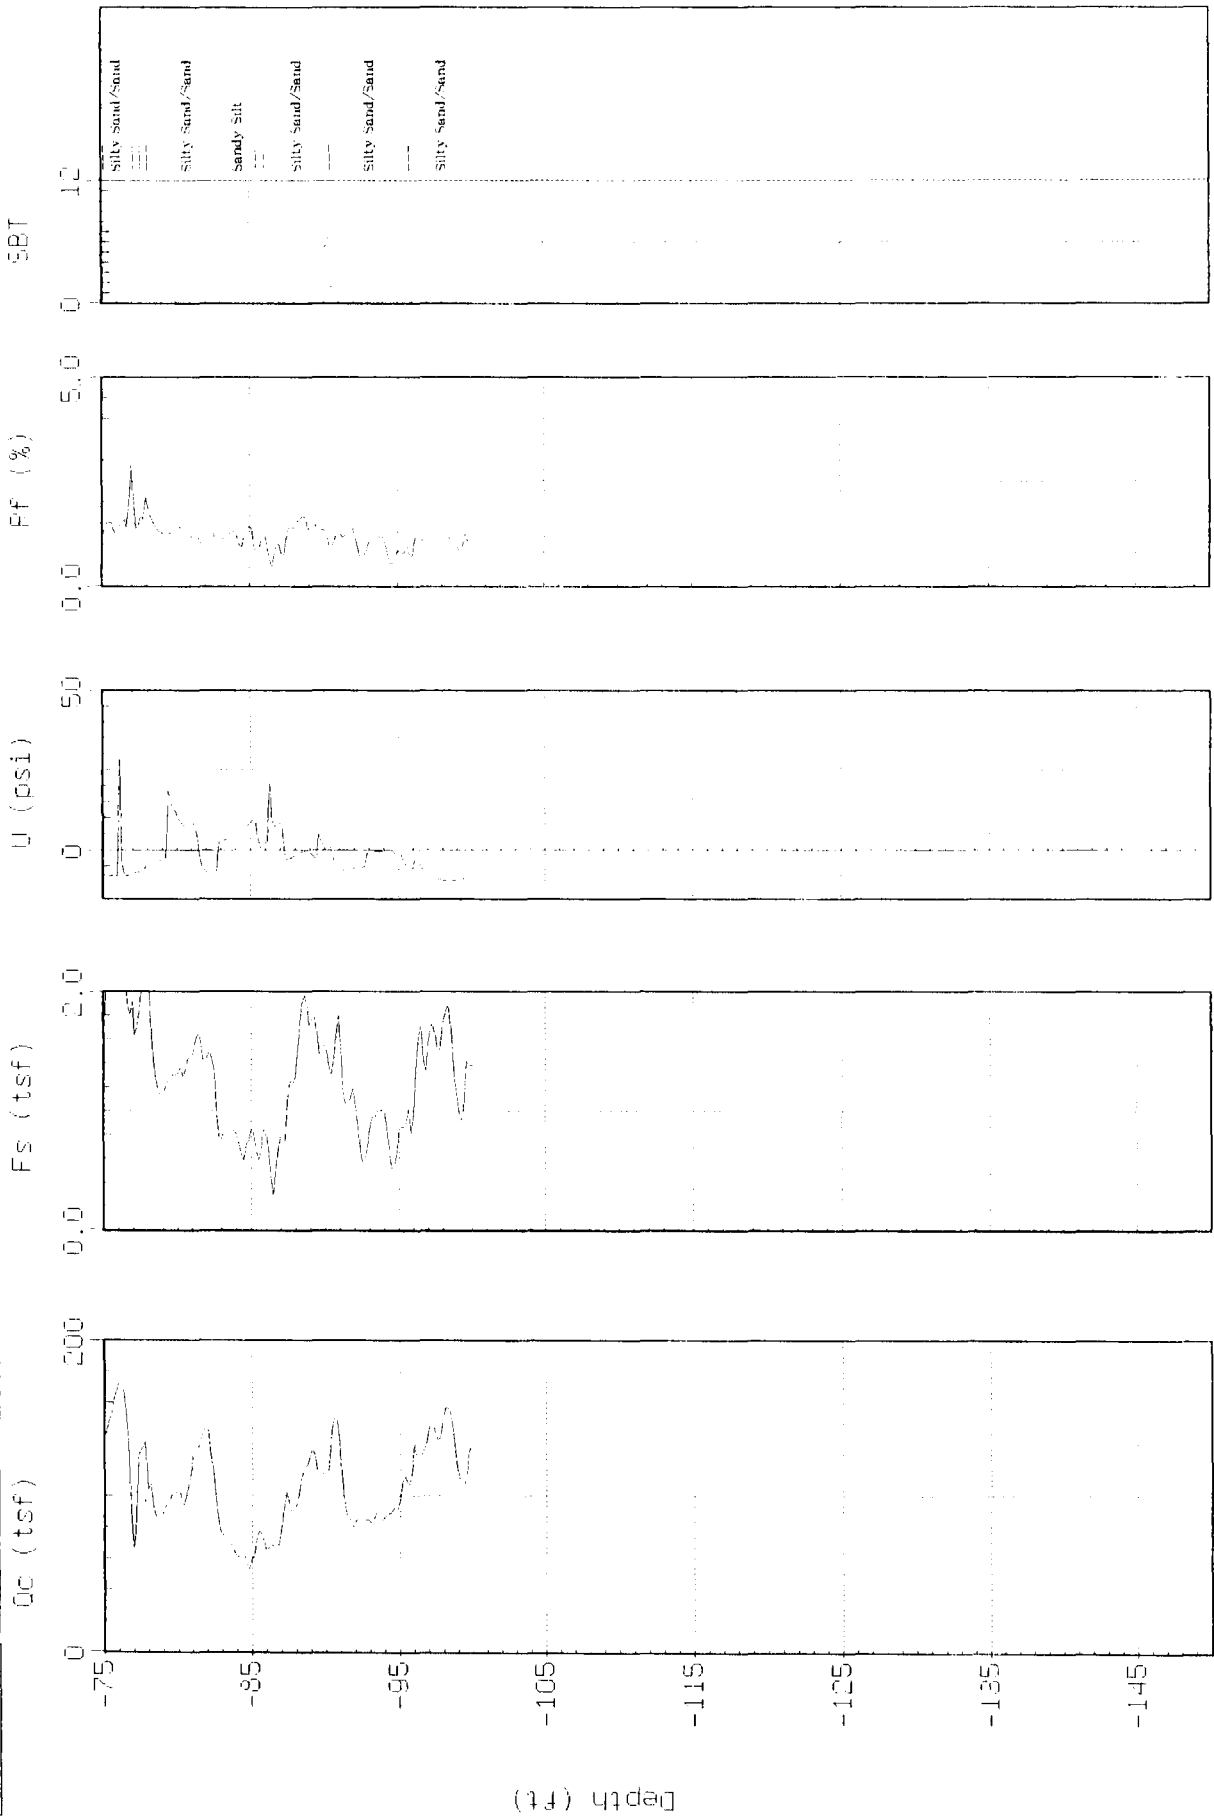 Qc (tsf)
Fs (tsf)
U (psi)
Rf (%)
SBT
0
200
0.0
2.0
0
50
0.0
5.0
0
12
-75
-85
-95
-105
-115
-125
-135
-145
Depth (ft)
Silty Sand/Sand
Silty Sand/Sand
Sandy Silt
Silty Sand/Sand
Silty Sand/Sand
Silty Sand/Sand